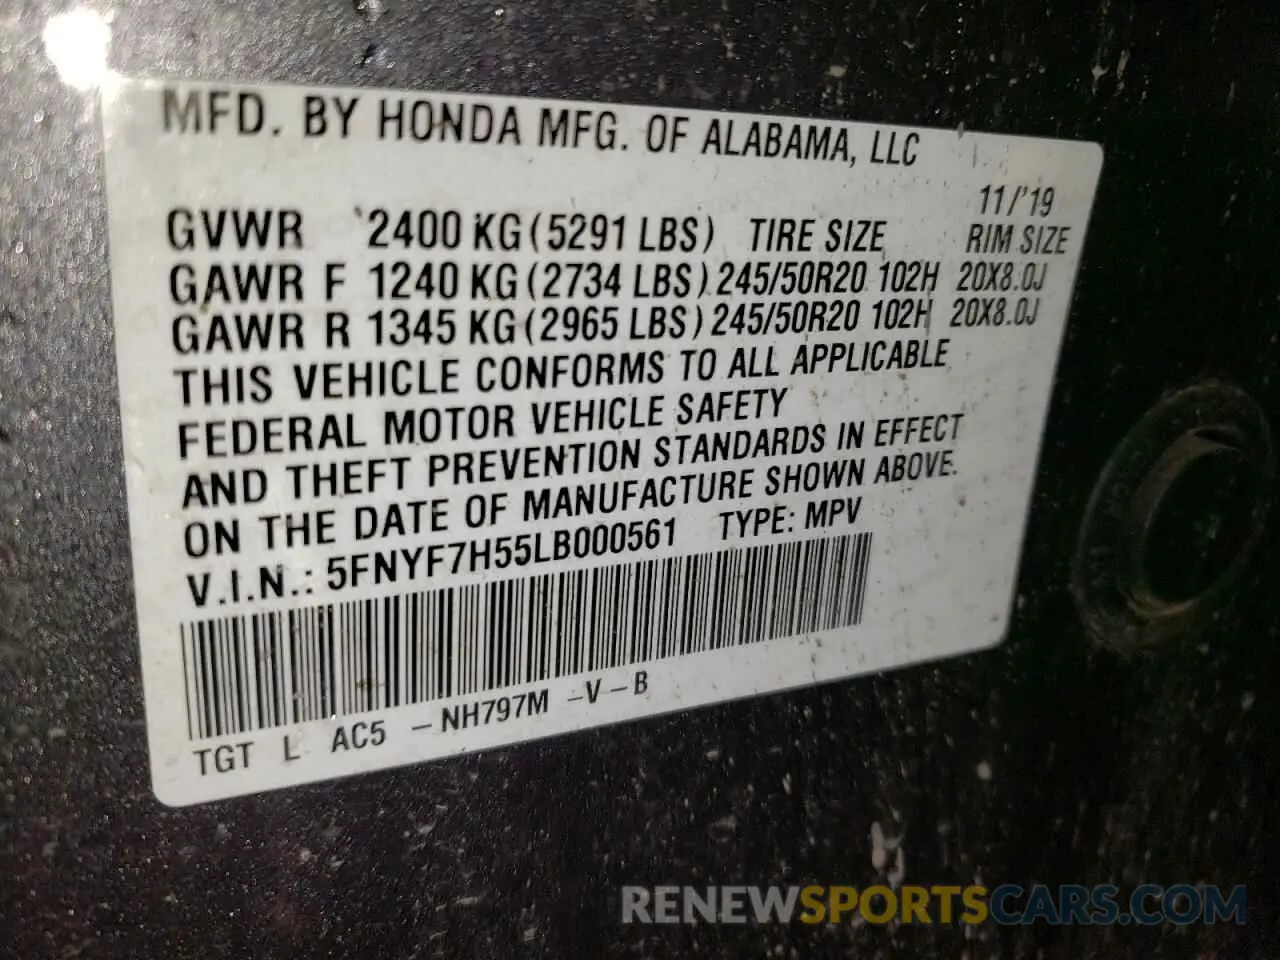 MFD. BY HONDA MFG. OF ALABAMA, LLC
11/'19
GVWR 2400 KG (5291 LBS) TIRE SIZE RIM SIZE
GAWR F 1240 KG (2734 LBS) 245/50R20 102H 20X8.0J
GAWR R 1345 KG (2965 LBS) 245/50R20 102H 20X8.0J
THIS VEHICLE CONFORMS TO ALL APPLICABLE
FEDERAL MOTOR VEHICLE SAFETY
AND THEFT PREVENTION STANDARDS IN EFFECT
ON THE DATE OF MANUFACTURE SHOWN ABOVE.
V.I.N.: 5FNYF7H55LB000561 TYPE: MPV
TGT L AC5 -NH797M -V-B
RENEWSPORTSCARS.COM